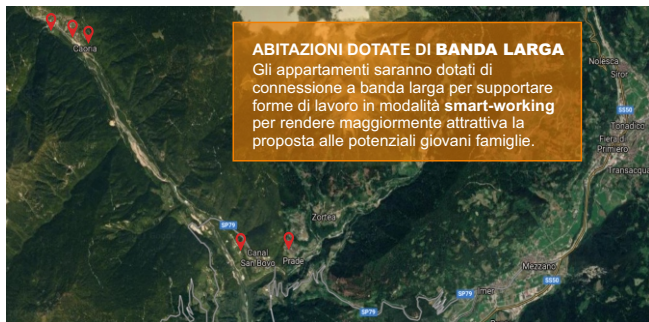 Caoria
ABITAZIONI DOTATE DI BANDA LARGA
Gli appartamenti saranno dotati di
connessione a banda larga per supportare
forme di lavoro in modalità smart-working
per rendere maggiormente attrattiva la
proposta alle potenziali giovani famiglie.
Nolesca
Siror
SS50
Tonadico
Fiera di
Primiero
Transacqua
Zortea
SP79
Canal
San Bovo
Prade
Mezzano
SS50
Imer
SP79
SP79